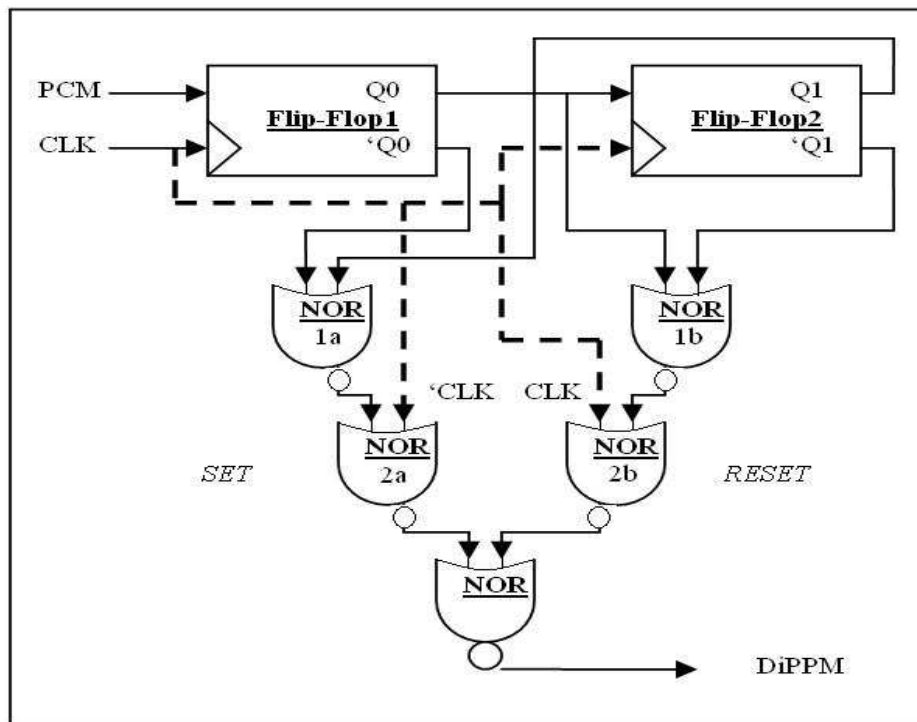 PCM
CLK
Q0
Flip-Flop1
‘Q0
Q1
Flip-Flop2
‘Q1
NOR
1a
NOR
1b
‘CLK
CLK
NOR
2a
NOR
2b
SET
RESET
NOR
DiPPM